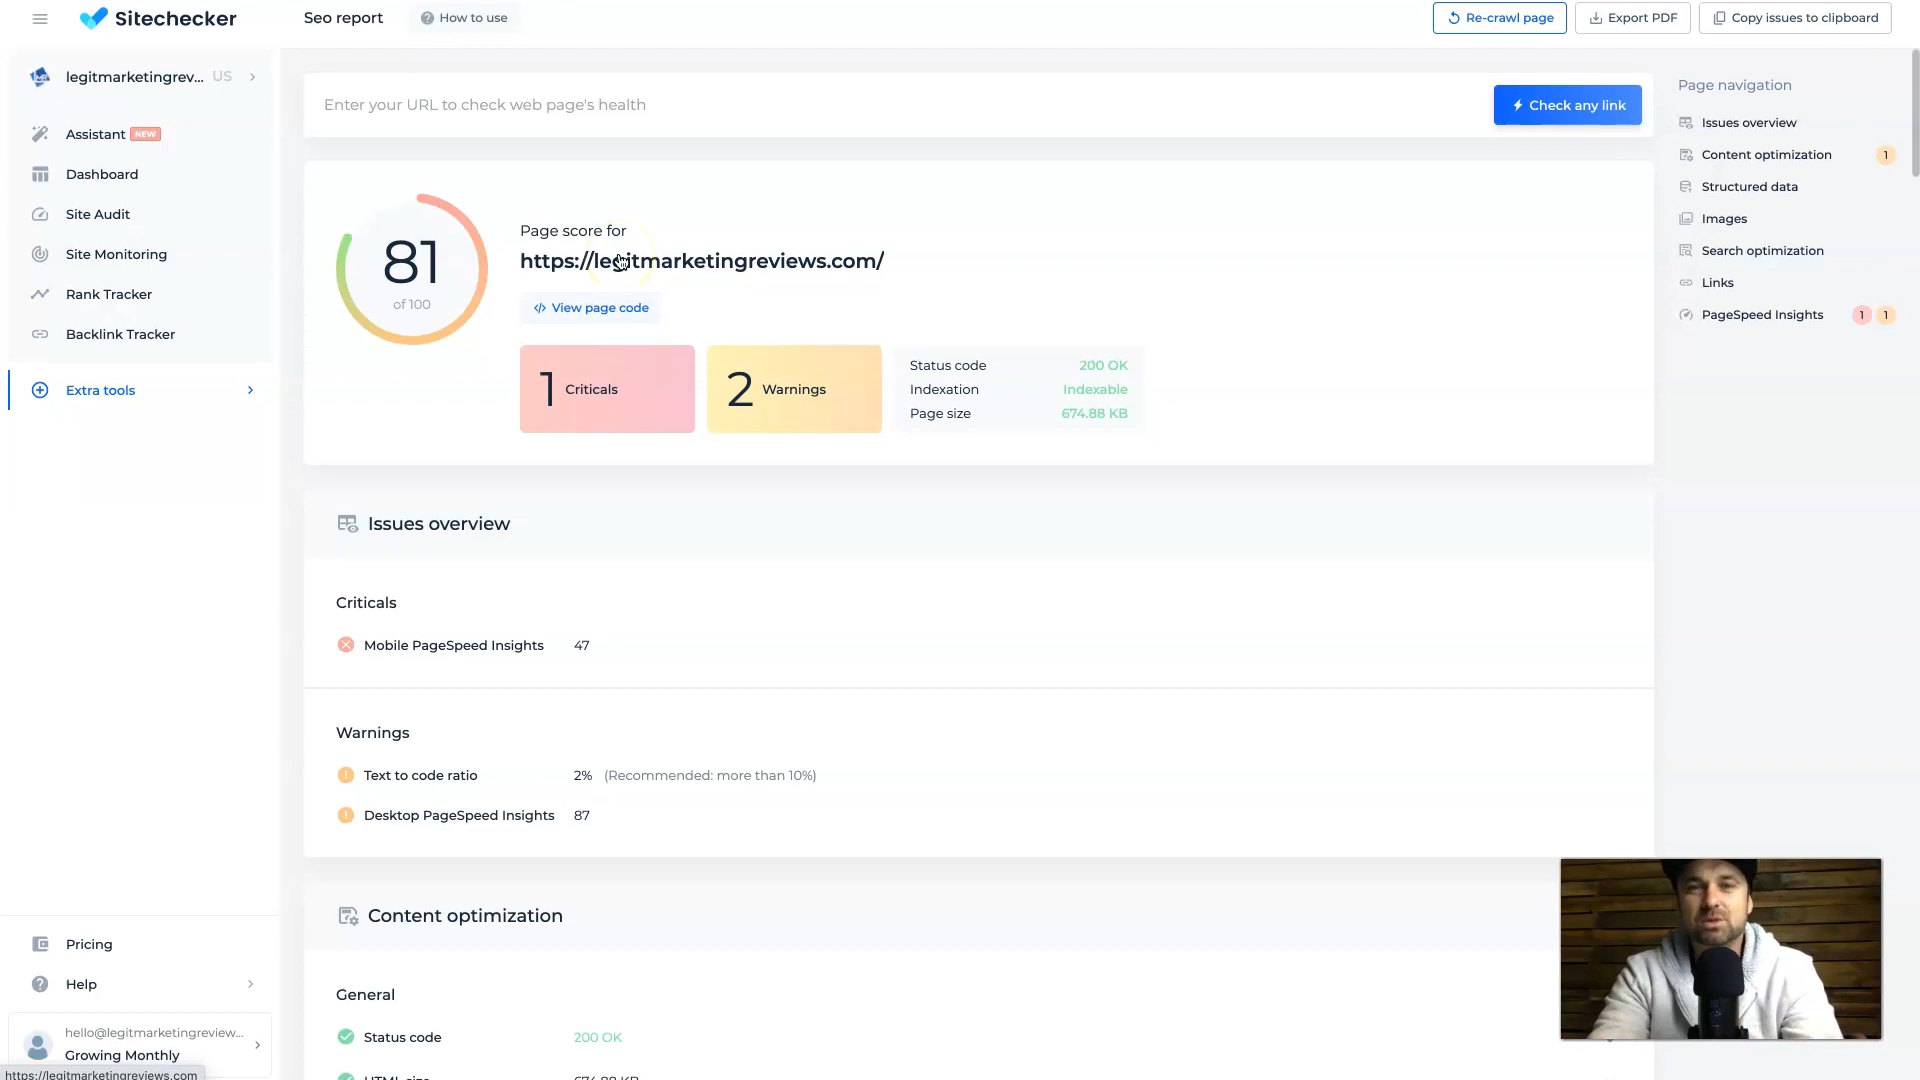 Sitechecker
Seo report
How to use
Re-crawl page
Export PDF
Copy issues to clipboard
legitmarketingrev... US
Assistant NEW
Dashboard
Site Audit
Site Monitoring
Rank Tracker
Backlink Tracker
Extra tools
Pricing
Help
hello@legitmarketingreview...
Growing Monthly
https://legitmarketingreviews.com
Enter your URL to check web page's health
Check any link
81
of 100
Page score for
https://legitmarketingreviews.com/
View page code
1 Criticals
2 Warnings
Status code 200 OK
Indexation Indexable
Page size 674.88 KB
Issues overview
Criticals
Mobile PageSpeed Insights 47
Warnings
Text to code ratio 2% (Recommended: more than 10%)
Desktop PageSpeed Insights 87
Content optimization
General
Status code 200 OK
HTML size 674.88 KB
Page navigation
Issues overview
Content optimization 1
Structured data
Images
Search optimization
Links
PageSpeed Insights 1 1